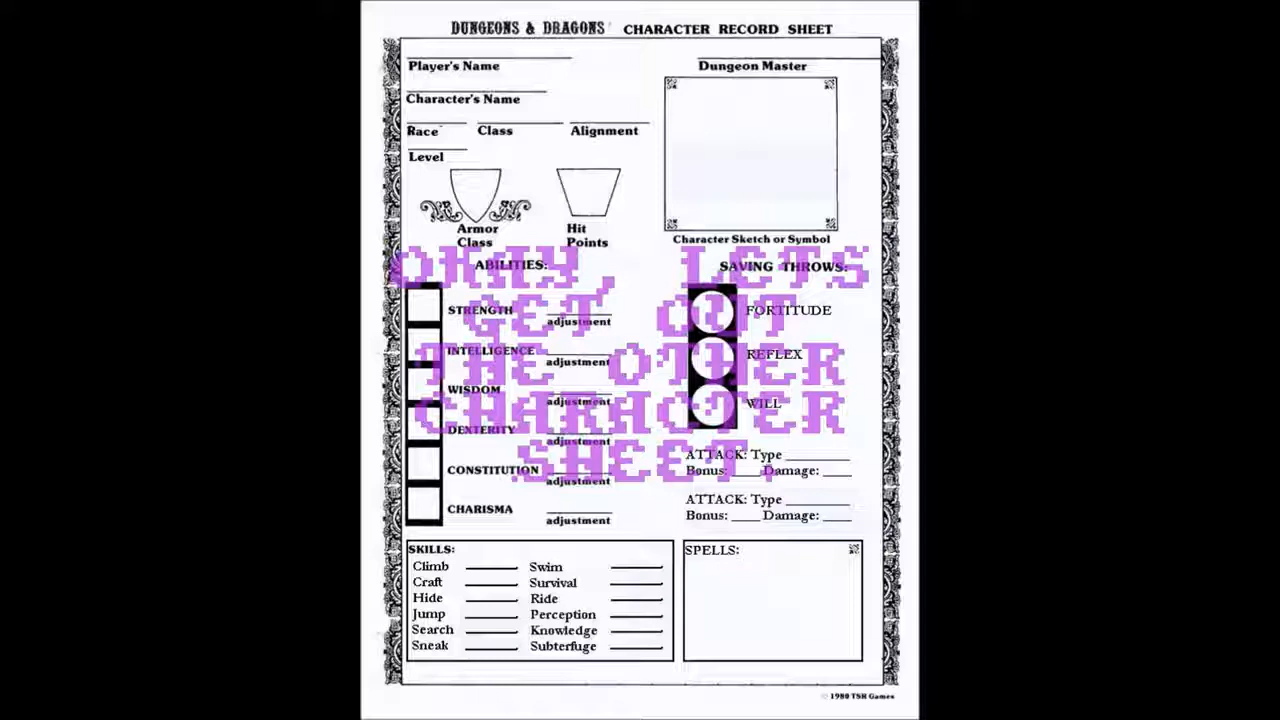 DUNGEONS & DRAGONS CHARACTER RECORD SHEET
Player's Name
Dungeon Master
Character's Name
Race Class Alignment
Level
Armor Class
Hit Points
Character Sketch or Symbol
OKAY, LETS
GET OUT
THE OTHER
CHARACTER
SHEET.
ABILITIES:
STRENGTH
adjustment
INTELLIGENCE
adjustment
WISDOM
adjustment
DEXTERITY
adjustment
CONSTITUTION
adjustment
CHARISMA
adjustment
SAVING THROWS:
FORTITUDE
REFLEX
WILL
ATTACK: Type
Bonus: Damage:
ATTACK: Type
Bonus: Damage:
SKILLS:
Climb Swim
Craft Survival
Hide Ride
Jump Perception
Search Knowledge
Sneak Subterfuge
SPELLS:
© 1980 TSR Games